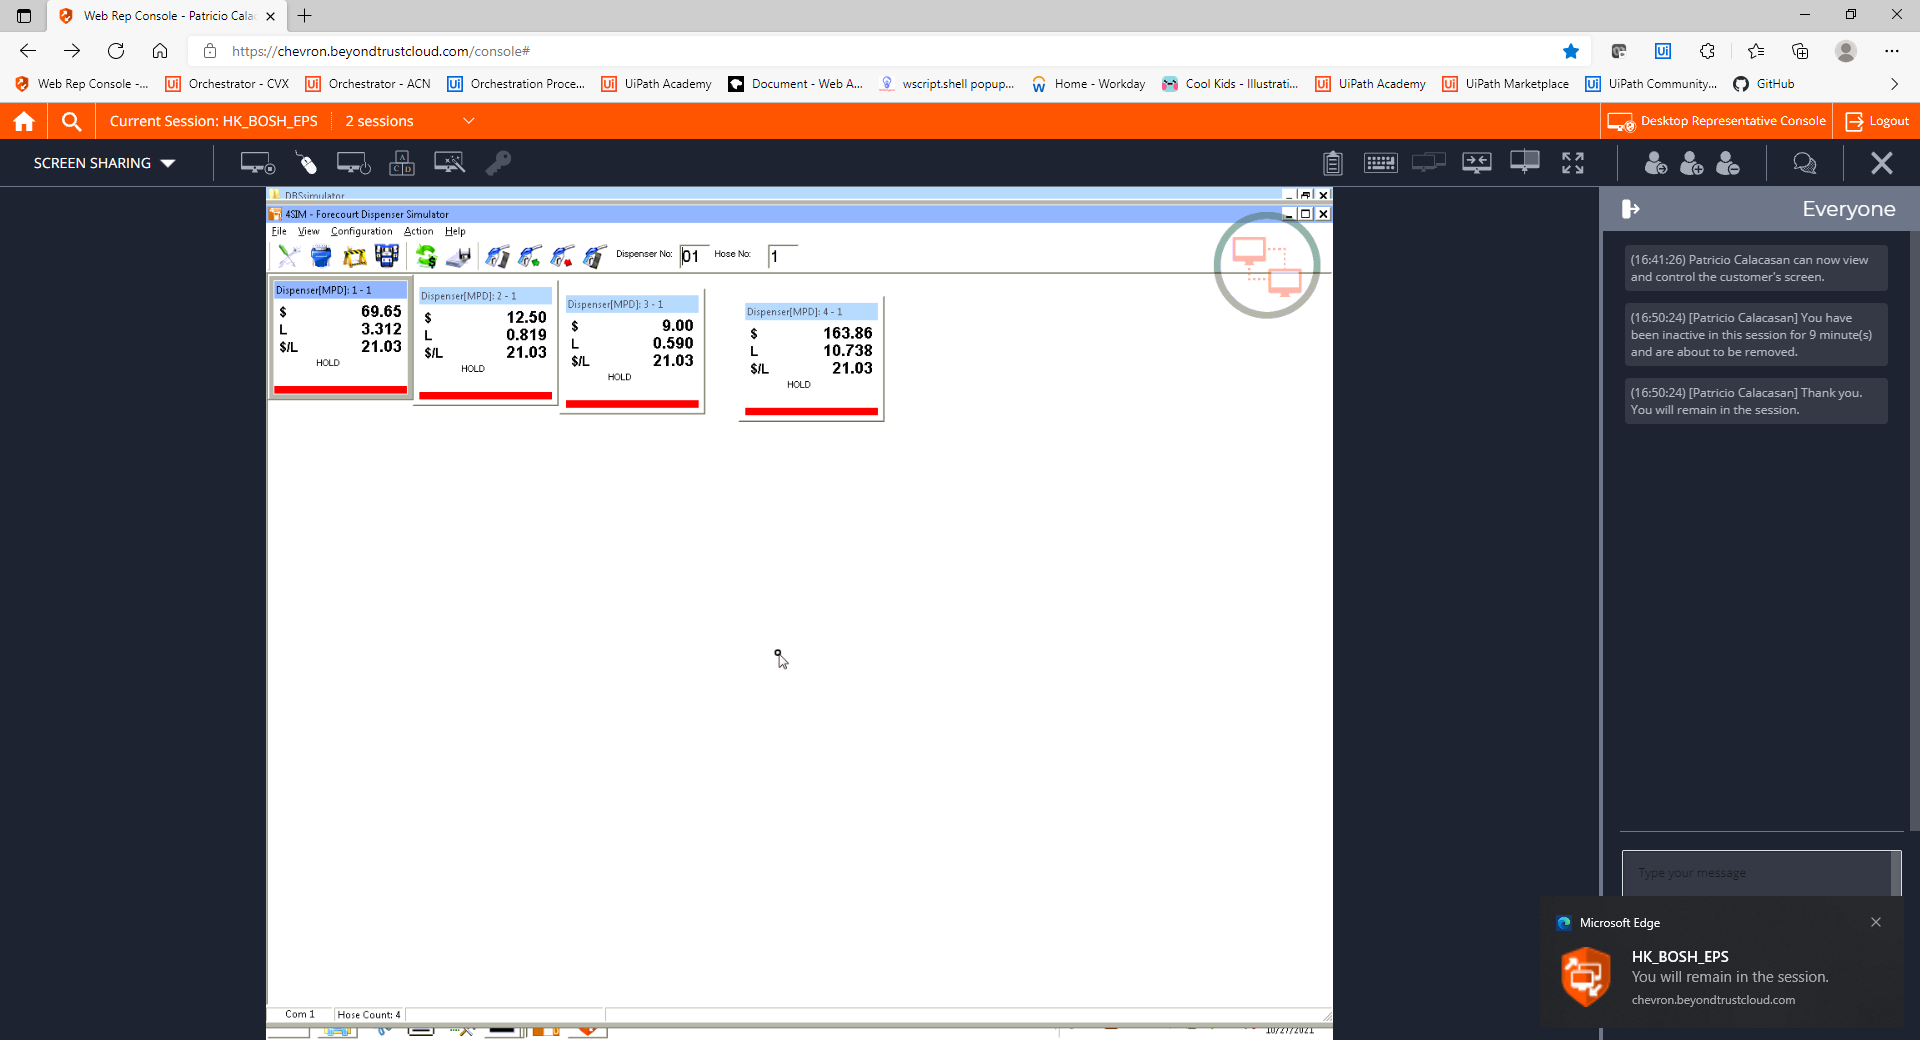 Web Rep Console - Patricio Cala
https://chevron.beyondtrustcloud.com/console#
Web Rep Console -...
Orchestrator - CVX
Orchestrator - ACN
Orchestration Proce...
UiPath Academy
Document - Web A...
wscript.shell popup...
Home - Workday
Cool Kids - Illustrati...
UiPath Academy
UiPath Marketplace
UiPath Community...
GitHub
Current Session: HK_BOSH_EPS
2 sessions
Desktop Representative Console
Logout
SCREEN SHARING
DBSsimulator
4SIM - Forecourt Dispenser Simulator
File View Configuration Action Help
Dispenser No: 01 Hose No: 1
Dispenser[MPD]: 1 - 1
$ 69.65
L 3.312
$/L 21.03
HOLD
Dispenser[MPD]: 2 - 1
$ 12.50
L 0.819
$/L 21.03
HOLD
Dispenser[MPD]: 3 - 1
$ 9.00
L 0.590
$/L 21.03
HOLD
Dispenser[MPD]: 4 - 1
$ 163.86
L 10.738
$/L 21.03
HOLD
Com 1
Hose Count: 4
10/27/2021
Everyone
(16:41:26) Patricio Calacasan can now view
and control the customer's screen.
(16:50:24) [Patricio Calacasan] You have
been inactive in this session for 9 minute(s)
and are about to be removed.
(16:50:24) [Patricio Calacasan] Thank you.
You will remain in the session.
Type your message
Microsoft Edge
HK_BOSH_EPS
You will remain in the session.
chevron.beyondtrustcloud.com